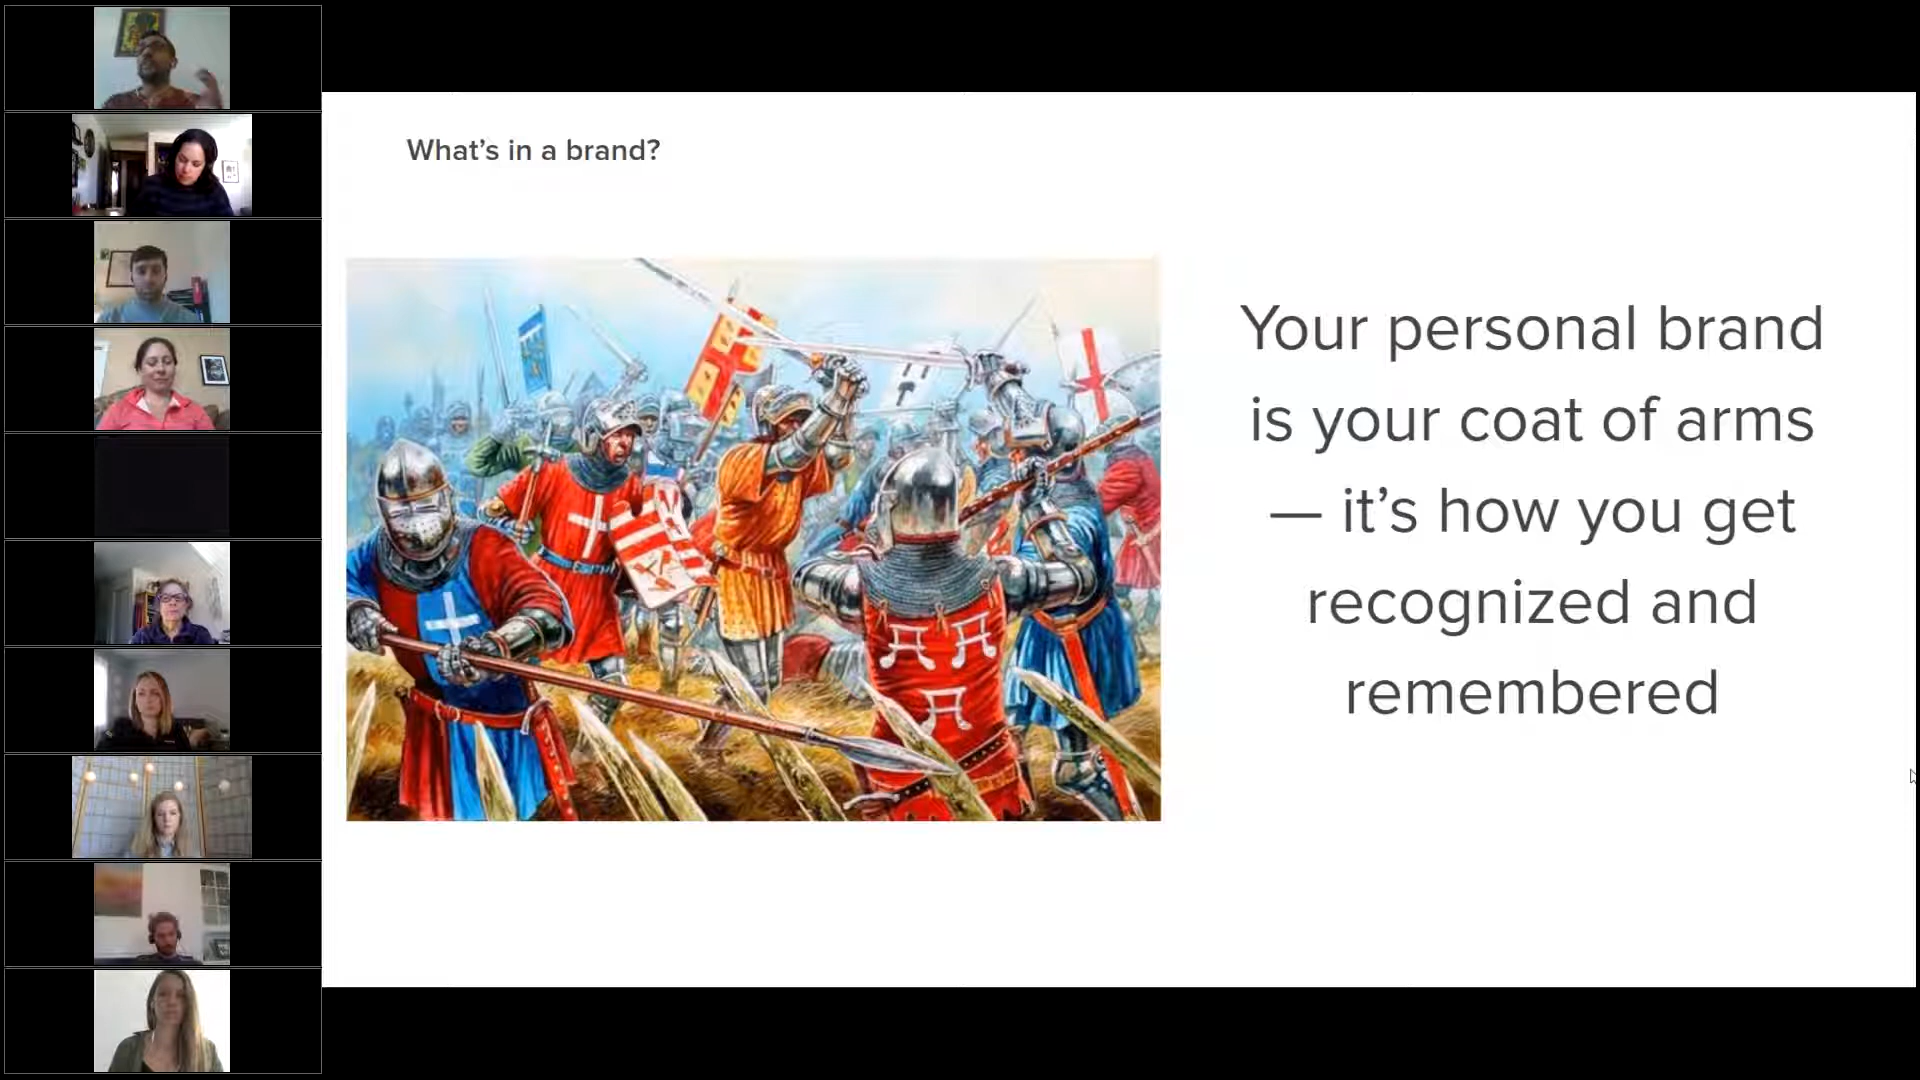 What's in a brand?
Your personal brand
is your coat of arms
— it's how you get
recognized and
remembered